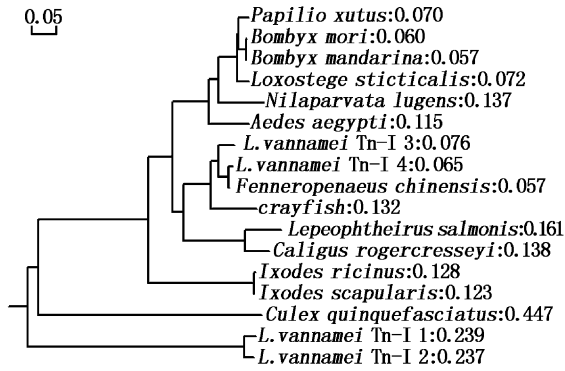 0.05
Papilio xutus:0.070
Bombyx mori:0.060
Bombyx mandarina:0.057
Loxostege sticticalis:0.072
Nilaparvata lugens:0.137
Aedes aegypti:0.115
L.vannamei Tn-I 3:0.076
L.vannamei Tn-I 4:0.065
Fenneropenaeus chinensis:0.057
crayfish:0.132
Lepeophtheirus salmonis:0.161
Caligus rogercresseyi:0.138
Ixodes ricinus:0.128
Ixodes scapularis:0.123
Culex quinquefasciatus:0.447
L.vannamei Tn-I 1:0.239
L.vannamei Tn-I 2:0.237